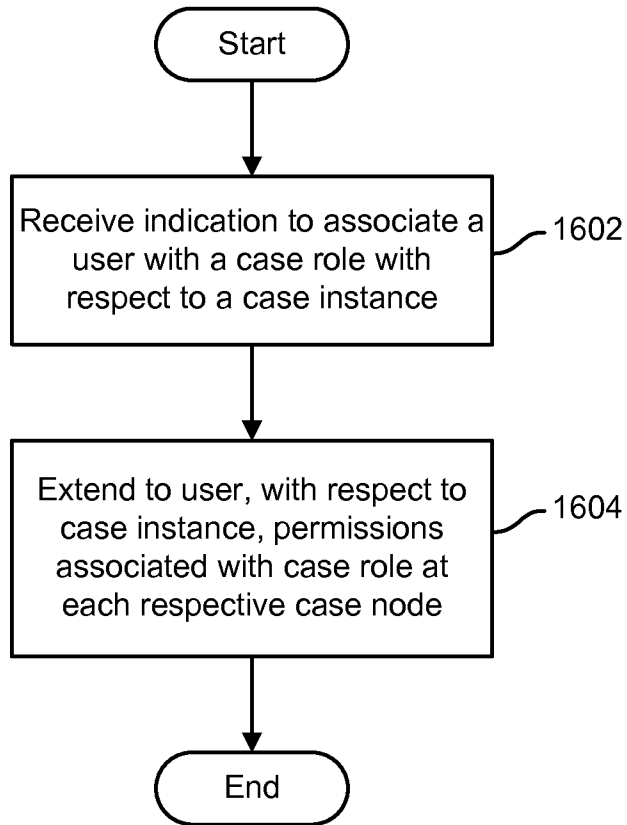 Start
Receive indication to associate a
user with a case role with
respect to a case instance
1602
Extend to user, with respect to
case instance, permissions
associated with case role at
each respective case node
1604
End